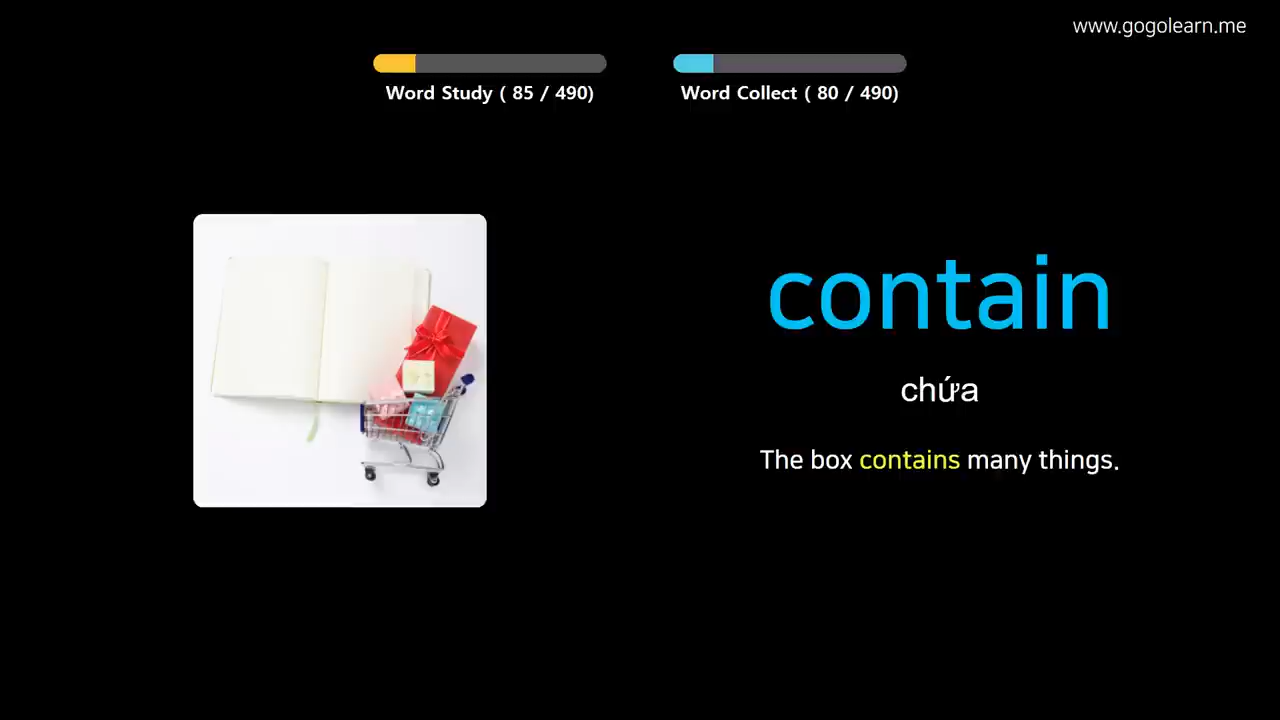 www.gogolearn.me
Word Study ( 85 / 490)
Word Collect ( 80 / 490)
contain
chứa
The box contains many things.